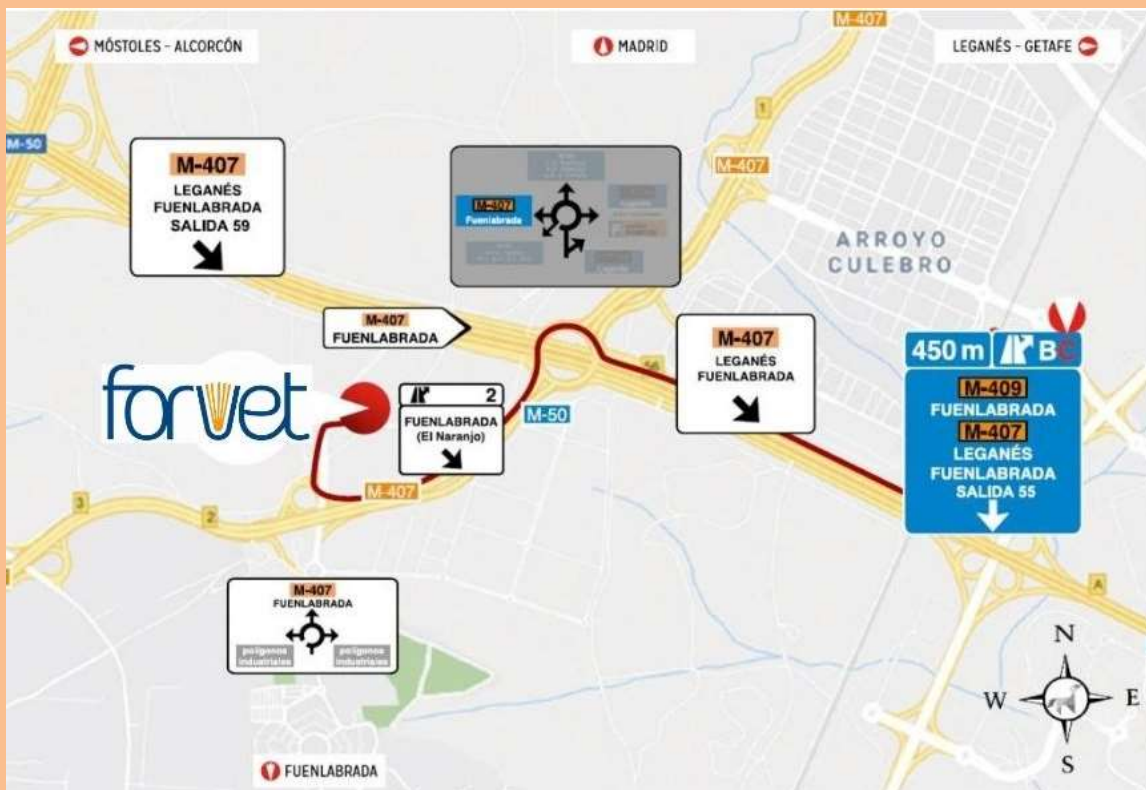 M-407
MÓSTOLES - ALCORCÓN
MADRID
LEGANÉS - GETAFE
M-50
M-407
LEGANÉS
FUENLABRADA
SALIDA 59
M-407
Fuenlabrada
1
M-407
ARROYO
CULEBRO
M-407
FUENLABRADA
M-407
LEGANÉS
FUENLABRADA
450 m
BC
M-409
FUENLABRADA
M-407
LEGANÉS
FUENLABRADA
SALIDA 55
forvet
2
FUENLABRADA
(El Naranjo)
M-50
M-407
3
2
A
M-407
FUENLABRADA
polígonos
industriales
polígonos
industriales
FUENLABRADA
N
W
E
S